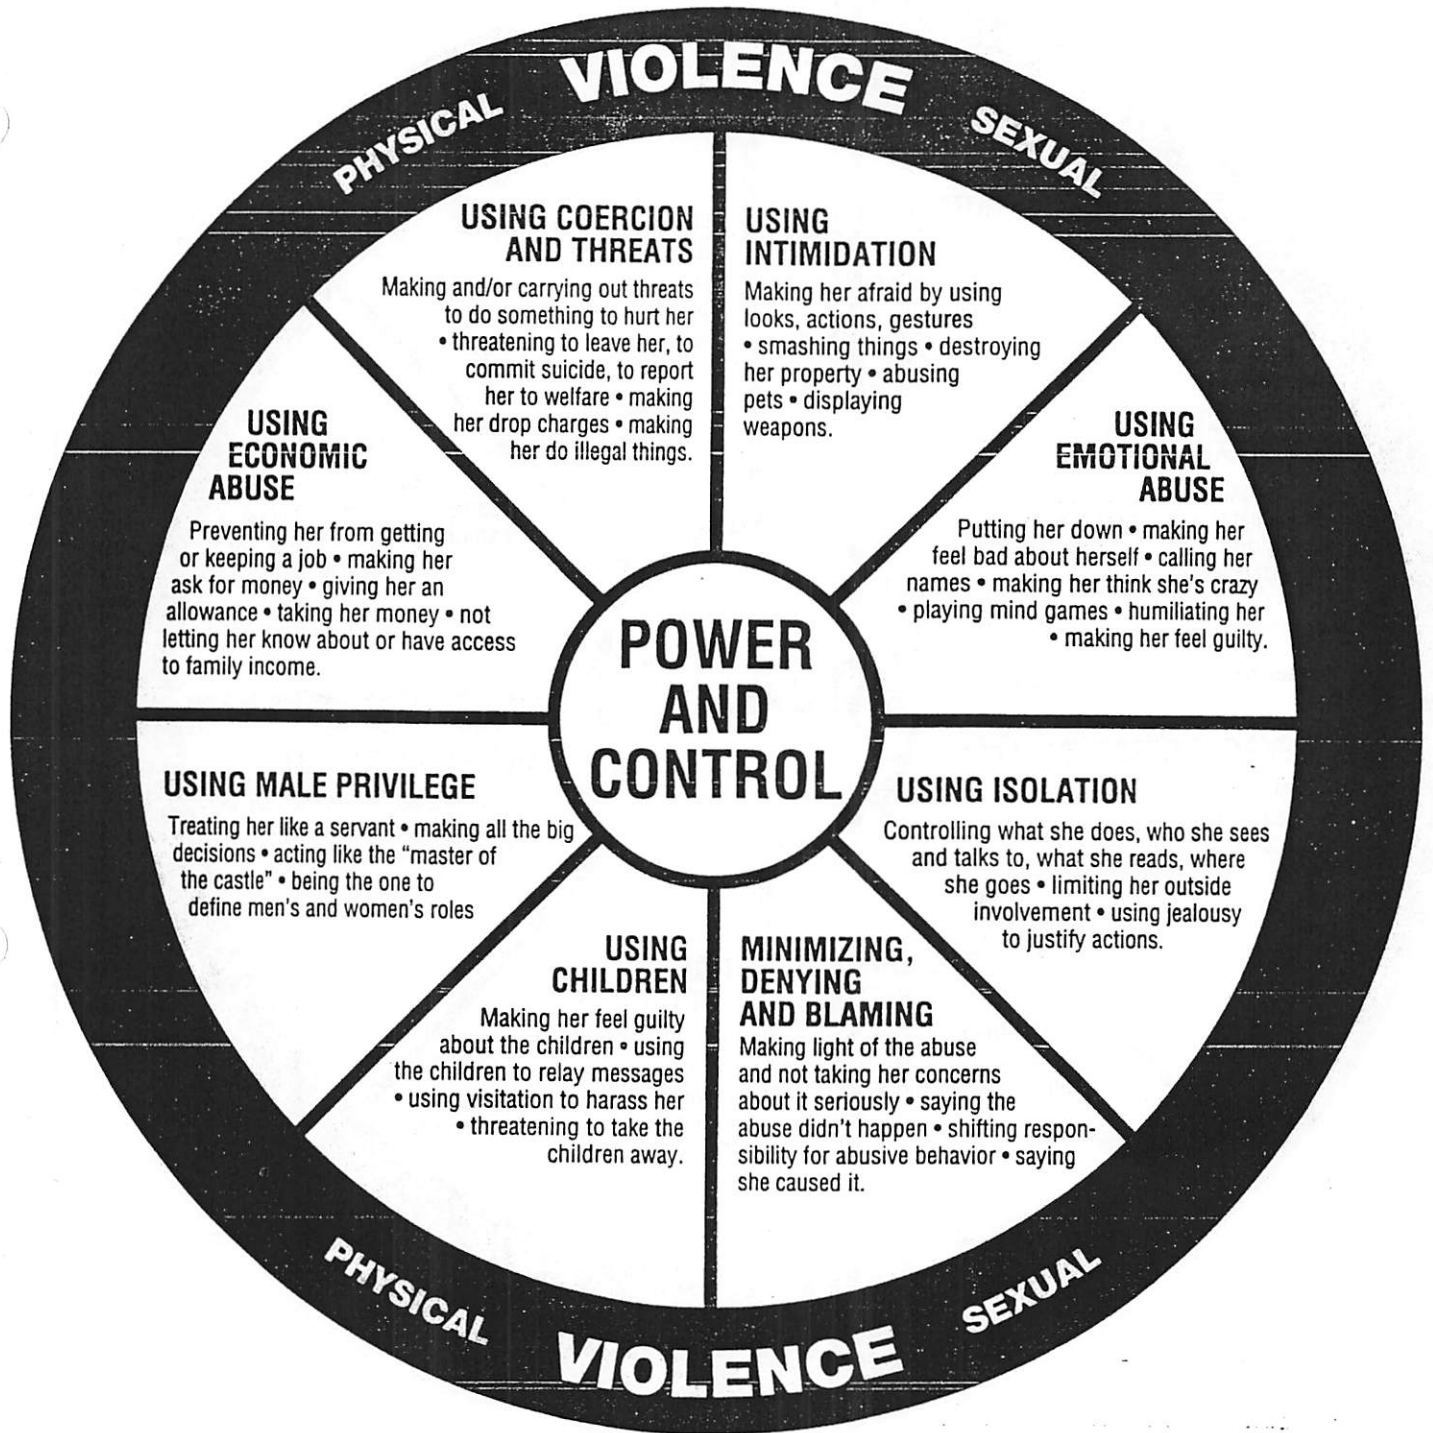 VIOLENCE
PHYSICAL
SEXUAL
USING COERCION
AND THREATS
Making and/or carrying out threats
to do something to hurt her
• threatening to leave her, to
commit suicide, to report
her to welfare • making
her drop charges • making
her do illegal things.
USING
INTIMIDATION
Making her afraid by using
looks, actions, gestures
• smashing things • destroying
her property • abusing
pets • displaying
weapons.
USING
ECONOMIC
ABUSE
Preventing her from getting
or keeping a job • making her
ask for money • giving her an
allowance • taking her money • not
letting her know about or have access
to family income.
USING
EMOTIONAL
ABUSE
Putting her down • making her
feel bad about herself • calling her
names • making her think she's crazy
• playing mind games • humiliating her
• making her feel guilty.
POWER
AND
CONTROL
USING MALE PRIVILEGE
Treating her like a servant • making all the big
decisions • acting like the “master of
the castle" • being the one to
define men's and women's roles
USING ISOLATION
Controlling what she does, who she sees
and talks to, what she reads, where
she goes • limiting her outside
involvement • using jealousy
to justify actions.
USING
CHILDREN
Making her feel guilty
about the children • using
the children to relay messages
• using visitation to harass her
• threatening to take the
children away.
MINIMIZING,
DENYING
AND BLAMING
Making light of the abuse
and not taking her concerns
about it seriously • saying the
abuse didn't happen • shifting respon-
sibility for abusive behavior • saying
she caused it.
PHYSICAL
SEXUAL
VIOLENCE